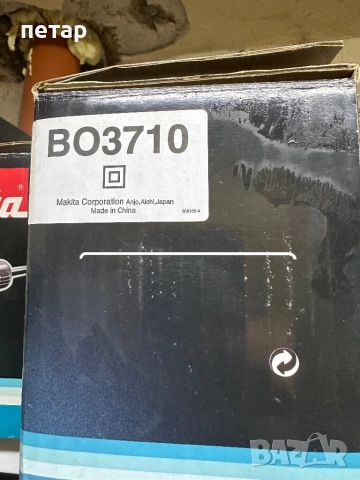 петар
BO3710
Makita Corporation Anjo,Aichi,Japan
Made in China
BAZAR